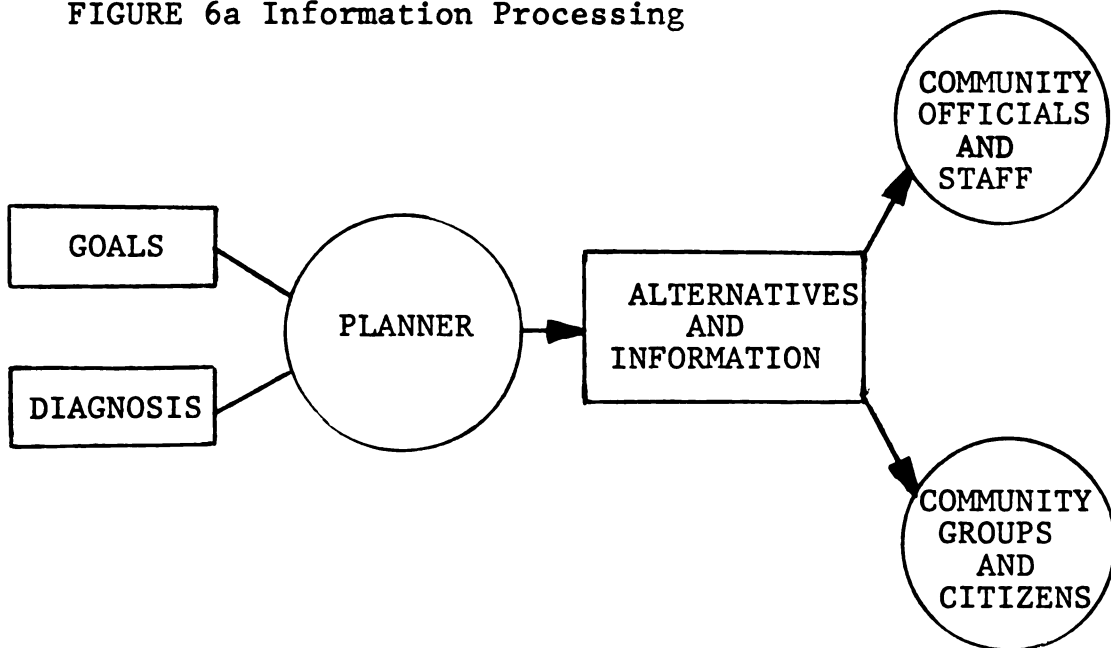 FIGURE 6a Information Processing
GOALS
DIAGNOSIS
PLANNER
ALTERNATIVES
AND
INFORMATION
COMMUNITY
OFFICIALS
AND
STAFF
COMMUNITY
GROUPS
AND
CITIZENS